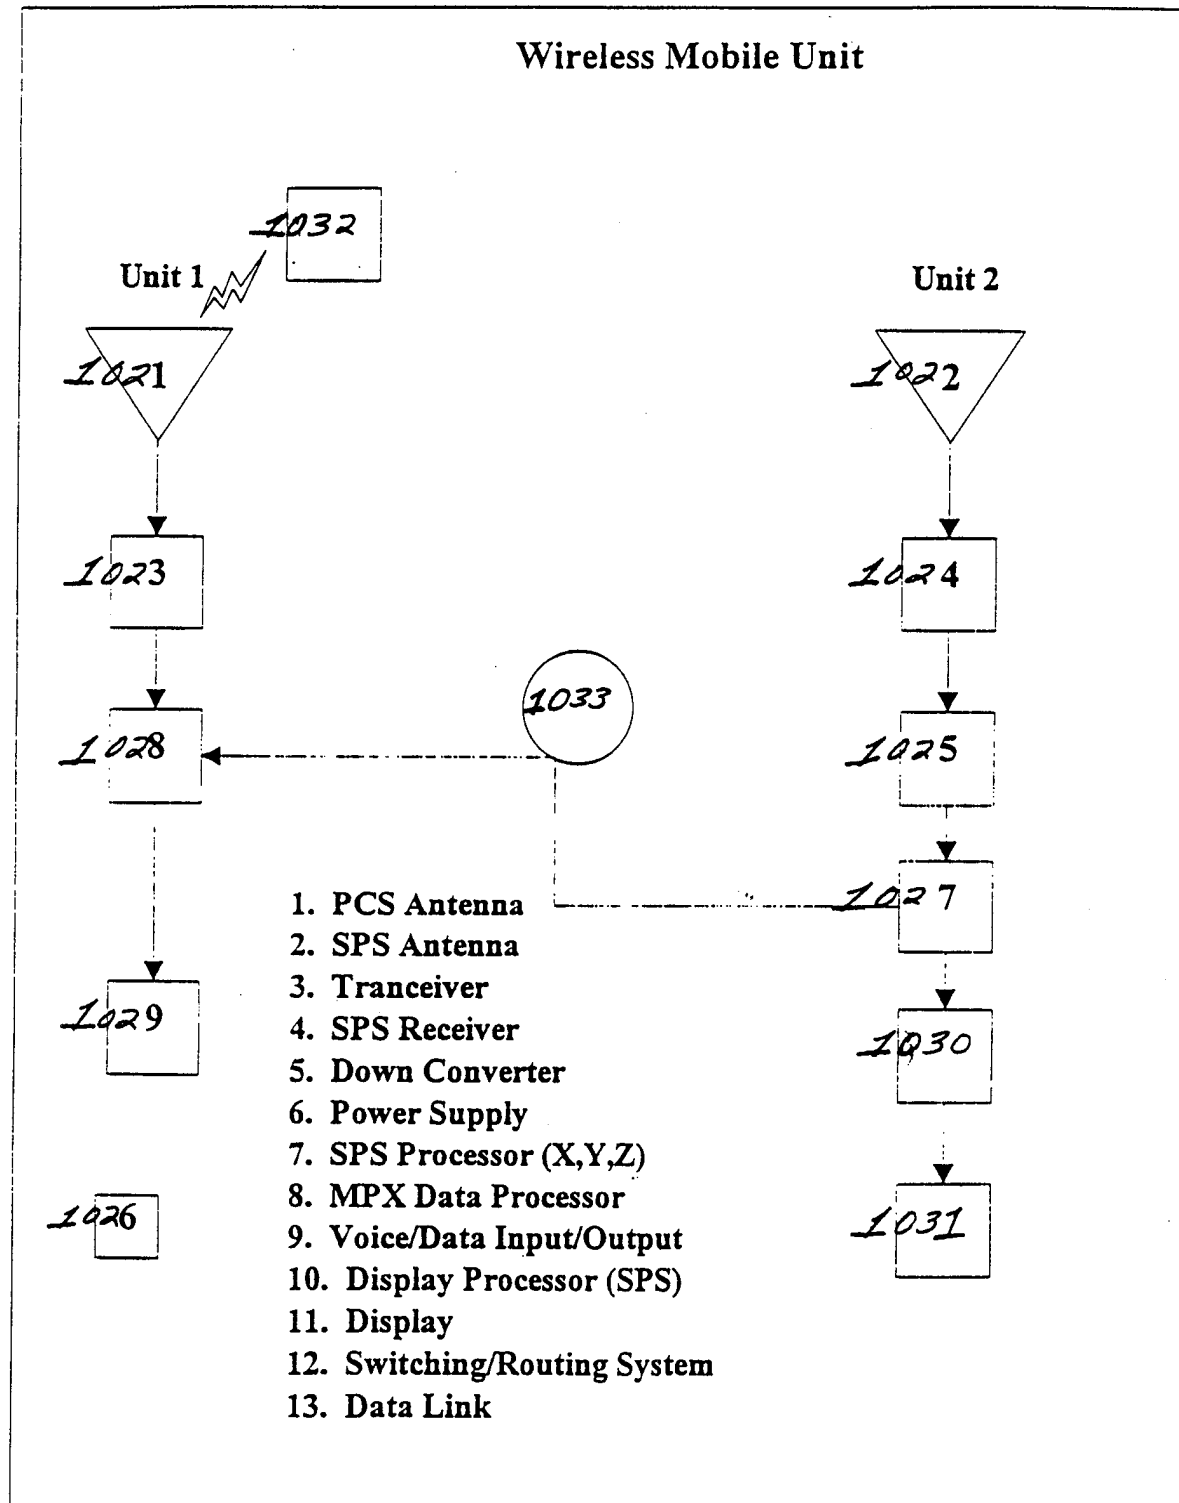 Wireless Mobile Unit
1032
Unit 1
Unit 2
1021
1022
1023
1024
1033
1028
1025
1027
1. PCS Antenna
2. SPS Antenna
3. Tranceiver
4. SPS Receiver
5. Down Converter
6. Power Supply
7. SPS Processor (X,Y,Z)
8. MPX Data Processor
9. Voice/Data Input/Output
10. Display Processor (SPS)
11. Display
12. Switching/Routing System
13. Data Link
1029
1030
1026
1031